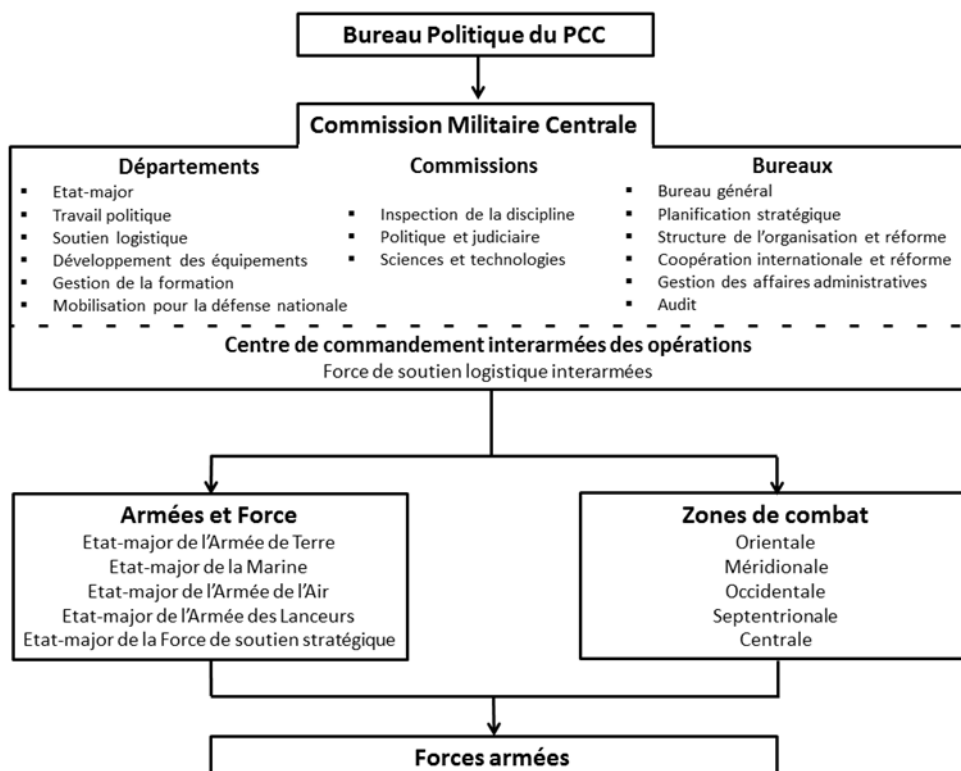 Bureau Politique du PCC
Commission Militaire Centrale
Départements
▪ Etat-major
▪ Travail politique
▪ Soutien logistique
▪ Développement des équipements
▪ Gestion de la formation
▪ Mobilisation pour la défense nationale
Commissions
▪ Inspection de la discipline
▪ Politique et judiciaire
▪ Sciences et technologies
Bureaux
▪ Bureau général
▪ Planification stratégique
▪ Structure de l'organisation et réforme
▪ Coopération internationale et réforme
▪ Gestion des affaires administratives
▪ Audit
Centre de commandement interarmées des opérations
Force de soutien logistique interarmées
Armées et Force
Etat-major de l'Armée de Terre
Etat-major de la Marine
Etat-major de l'Armée de l'Air
Etat-major de l'Armée des Lanceurs
Etat-major de la Force de soutien stratégique
Zones de combat
Orientale
Méridionale
Occidentale
Septentrionale
Centrale
Forces armées